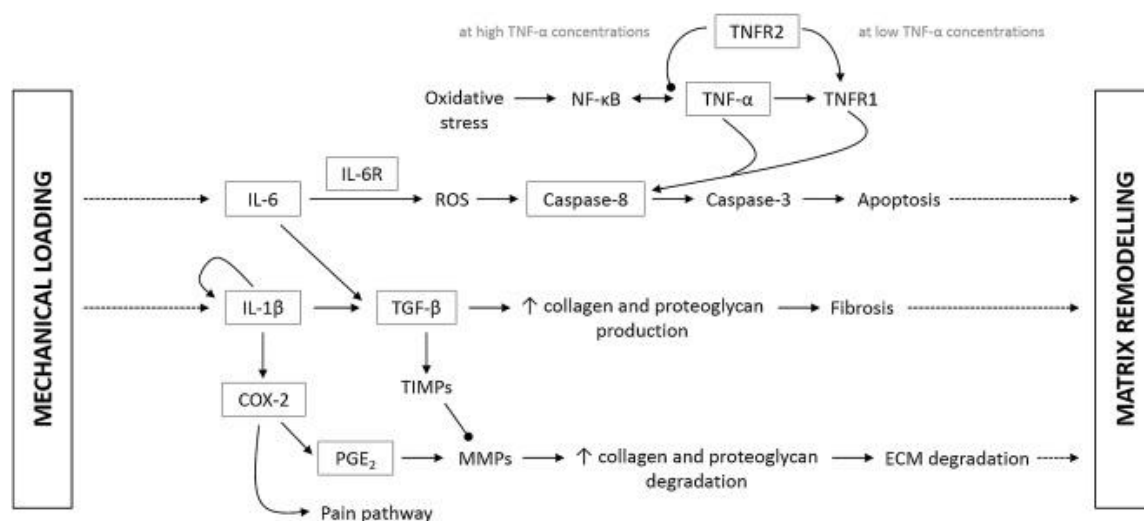 at high TNF-α concentrations
TNFR2
at low TNF-α concentrations
Oxidative
stress
NF-κB
TNF-α
TNFR1
MECHANICAL LOADING
IL-6R
IL-6
ROS
Caspase-8
Caspase-3
Apoptosis
IL-1β
TGF-β
↑ collagen and proteoglycan
production
Fibrosis
TIMPs
COX-2
PGE₂
MMPs
↑ collagen and proteoglycan
degradation
ECM degradation
Pain pathway
MATRIX REMODELLING